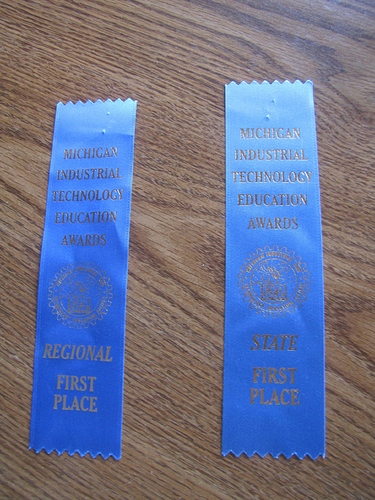 MICHIGAN
INDUSTRIAL
TECHNOLOGY
EDUCATION
AWARDS
REGIONAL
FIRST
PLACE
MICHIGAN
INDUSTRIAL
TECHNOLOGY
EDUCATION
AWARDS
STATE
FIRST
PLACE